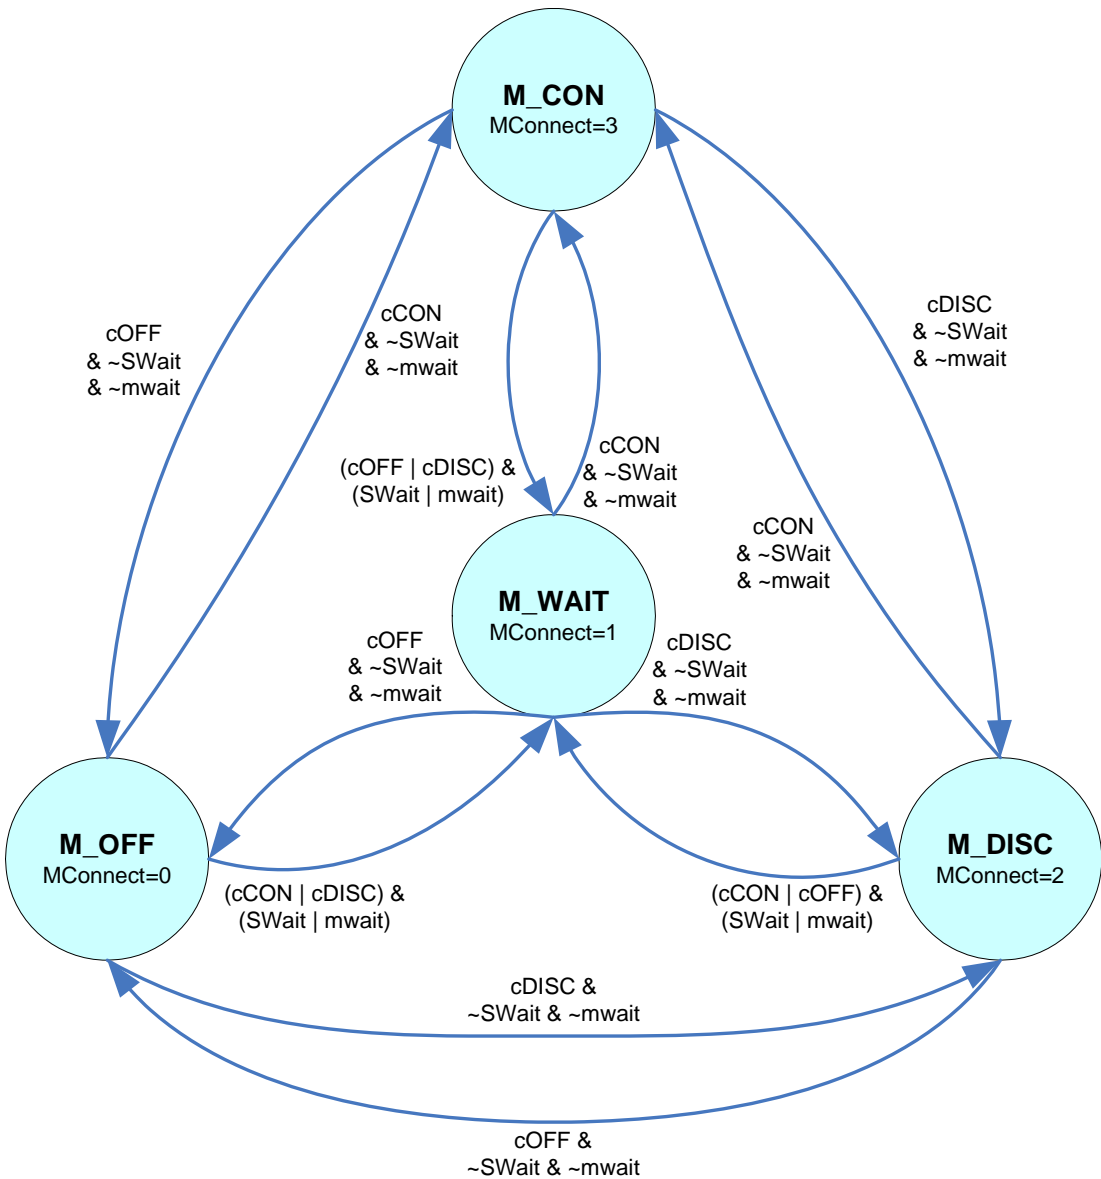 M_CON
MConnect=3
cOFF
& ~SWait
& ~mwait
cCON
& ~SWait
& ~mwait
cDISC
& ~SWait
& ~mwait
(cOFF | cDISC) &
(SWait | mwait)
cCON
& ~SWait
& ~mwait
cCON
& ~SWait
& ~mwait
M_WAIT
MConnect=1
cOFF
& ~SWait
& ~mwait
cDISC
& ~SWait
& ~mwait
M_OFF
MConnect=0
M_DISC
MConnect=2
(cCON | cDISC) &
(SWait | mwait)
(cCON | cOFF) &
(SWait | mwait)
cDISC &
~SWait & ~mwait
cOFF &
~SWait & ~mwait